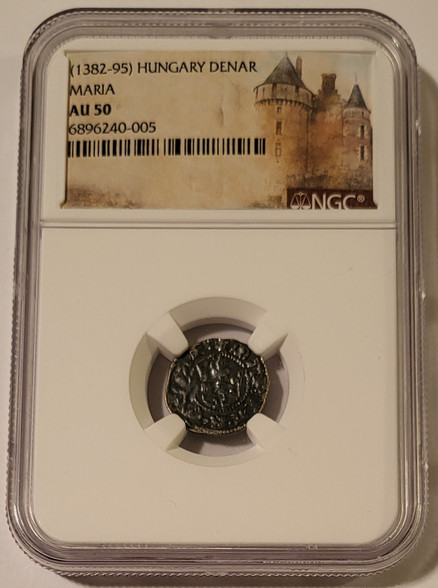 (1382-95) HUNGARY DENAR
MARIA
AU 50
6896240-005
NGC®